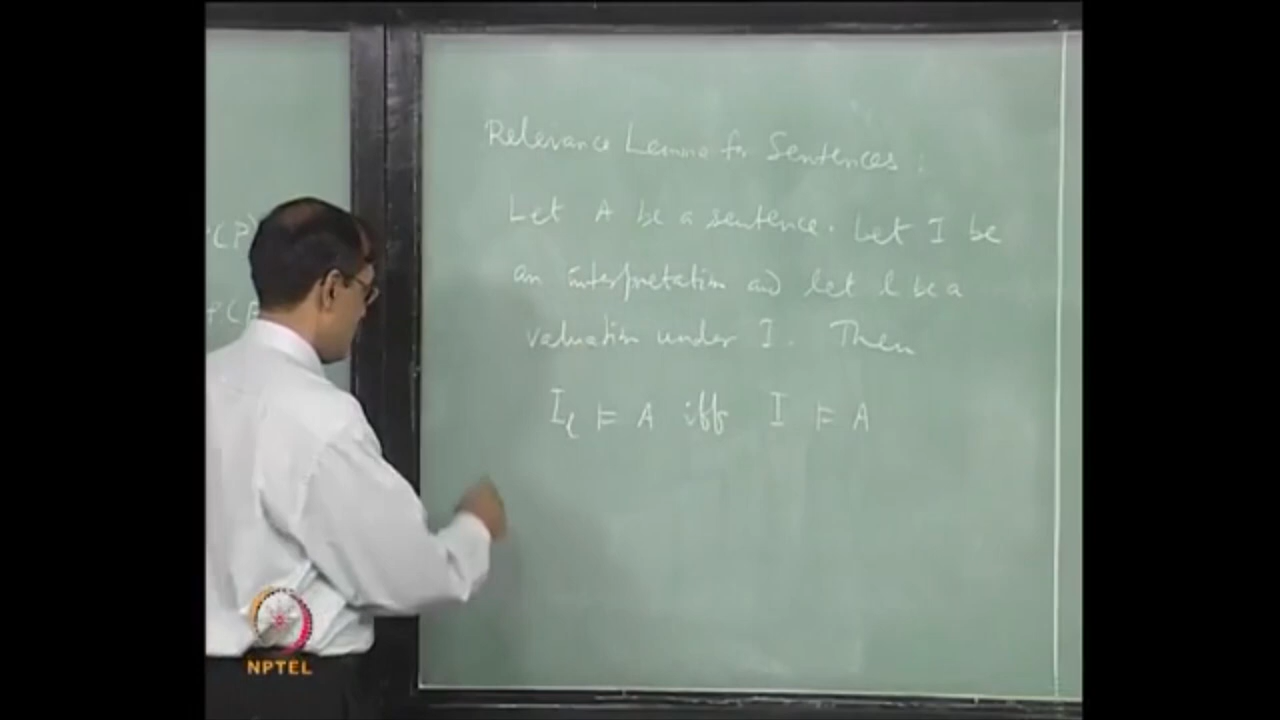 Relevance Lemma for Sentences :
Let A be a sentence. Let I be
an interpretation and let l be a
valuation under I. Then
I_l ⊨ A iff I ⊨ A
NPTEL